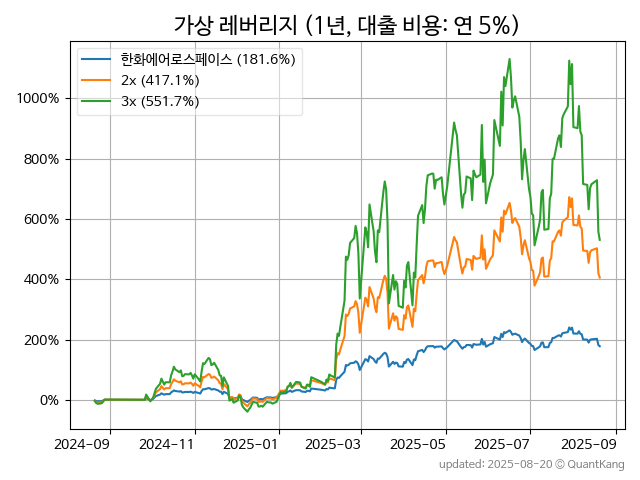 가상 레버리지 (1년, 대출 비용: 연 5%)
한화에어로스페이스 (181.6%)
2x (417.1%)
3x (551.7%)
1000%
800%
600%
400%
200%
0%
2024-09 2024-11 2025-01 2025-03 2025-05 2025-07 2025-09
updated: 2025-08-20 © QuantKang